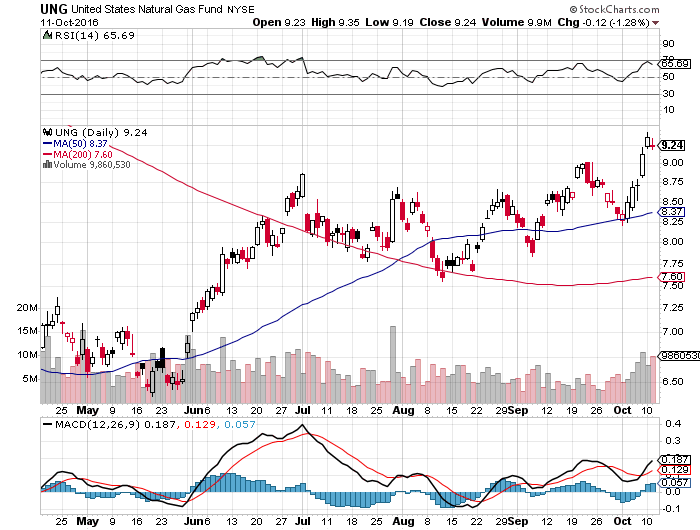 UNG United States Natural Gas Fund NYSE © StockCharts.com
11-Oct-2016 Open 9.23 High 9.35 Low 9.19 Close 9.24 Volume 9.9M Chg -0.12 (-1.28%)
RSI(14) 65.69
90
70
65.69
50
30
10
UNG (Daily) 9.24
MA(50) 8.37
MA(200) 7.60
Volume 9,860,530
9.24
9.00
8.75
8.50
8.37
8.25
8.00
7.75
7.60
7.50
7.25
7.00
6.50
20M
15M
10M
5M
9860530
25 May 9 16 23 Jun 6 13 20 27 Jul 11 18 25 Aug 8 15 22 29 Sep 12 19 26 Oct 10
MACD(12,26,9) 0.187, 0.129, 0.057
0.4
0.3
0.187
0.129
0.057
0.0
-0.1
25 May 9 16 23 Jun 6 13 20 27 Jul 11 18 25 Aug 8 15 22 29 Sep 12 19 26 Oct 10